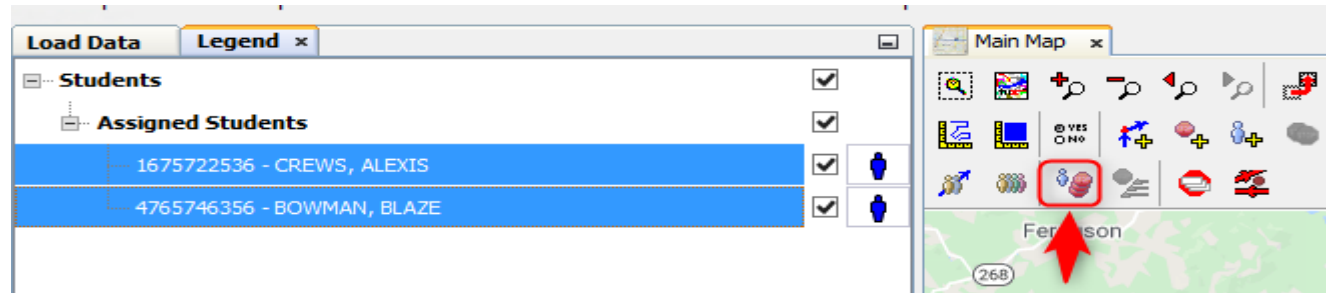 Load Data Legend × Main Map ×
Students
Assigned Students
YES
NO
1675722536 - CREWS, ALEXIS
4765746356 - BOWMAN, BLAZE
268